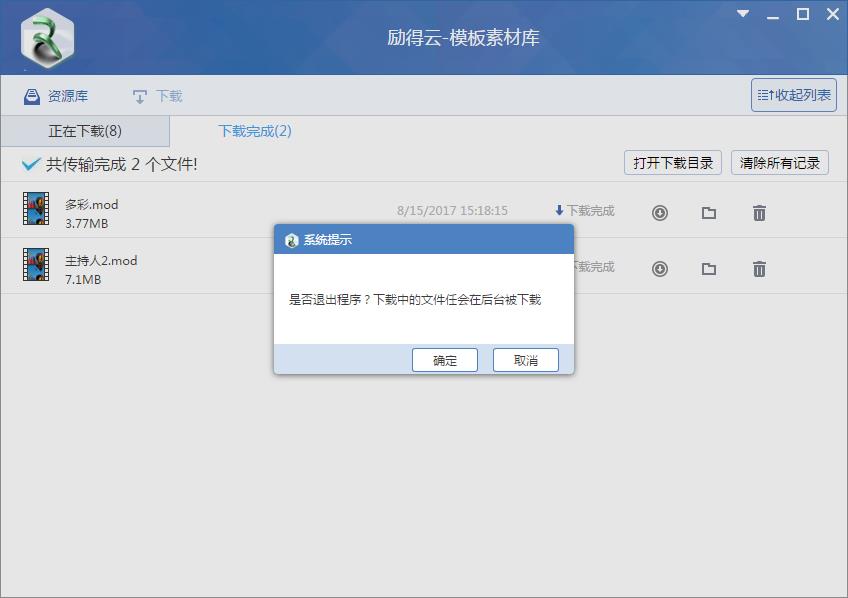 励得云-模板素材库
资源库
下载
收起列表
正在下载(8)
下载完成(2)
共传输完成 2 个文件!
打开下载目录
清除所有记录
多彩.mod
3.77MB
8/15/2017 15:18:15
下载完成
主持人2.mod
7.1MB
下载完成
系统提示
是否退出程序？下载中的文件任会在后台被下载
确定
取消